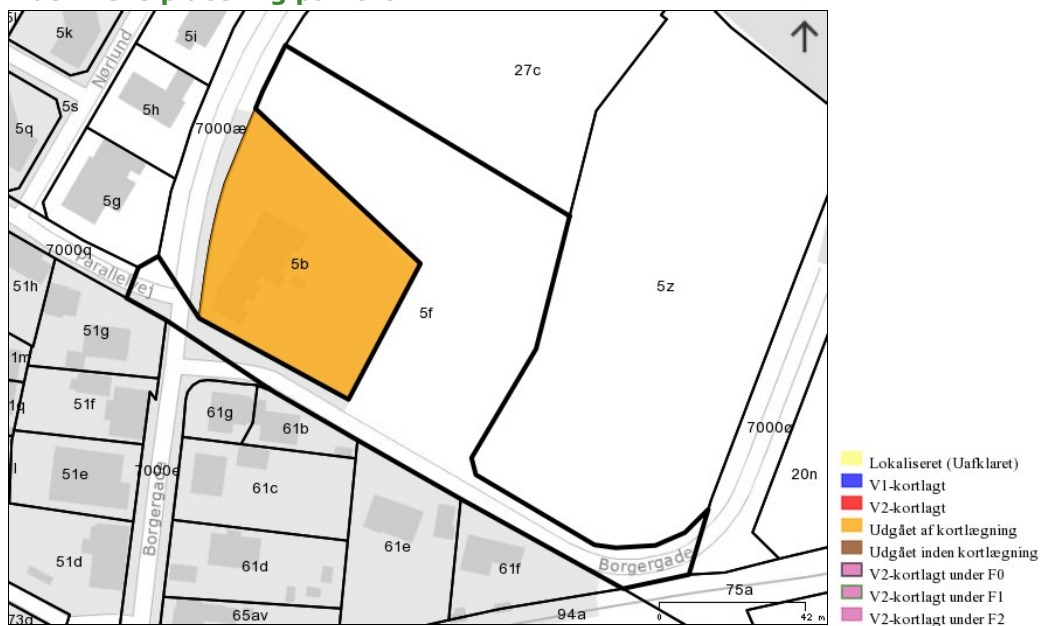 5k
5i
27c
Nørlund
5s
5h
5q
7000æ
5g
7000q
Parallelvej
5b
5z
51h
5f
51g
1m
51f
1q
61g
61b
7000ø
51e
7000e
61c
20n
Borgergade
61e
51d
61d
61f
Borgergade
75a
65av
94a
73q
0 42 m
Lokaliseret (Uafklaret)
V1-kortlagt
V2-kortlagt
Udgået af kortlægning
Udgået inden kortlægning
V2-kortlagt under F0
V2-kortlagt under F1
V2-kortlagt under F2